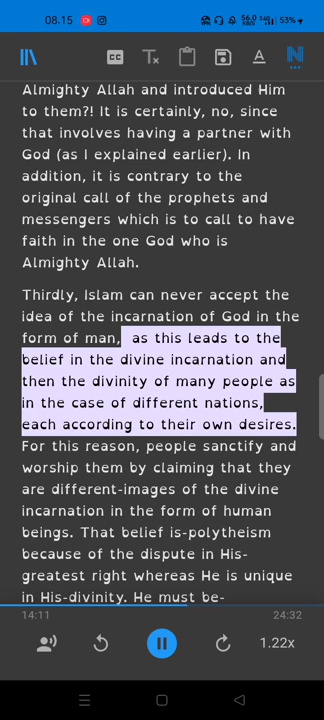 08.15
56.0 KB/S
53%
CC
Almighty Allah and introduced Him
to them?! It is certainly, no, since
that involves having a partner with
God (as I explained earlier). In
addition, it is contrary to the
original call of the prophets and
messengers which is to call to have
faith in the one God who is
Almighty Allah.
Thirdly, Islam can never accept the
idea of the incarnation of God in the
form of man, as this leads to the
belief in the divine incarnation and
then the divinity of many people as
in the case of different nations,
each according to their own desires.
For this reason, people sanctify and
worship them by claiming that they
are different-images of the divine
incarnation in the form of human
beings. That belief is-polytheism
because of the dispute in His-
greatest right whereas He is unique
in His-divinity. He must be-
14:11
24:32
1.22x